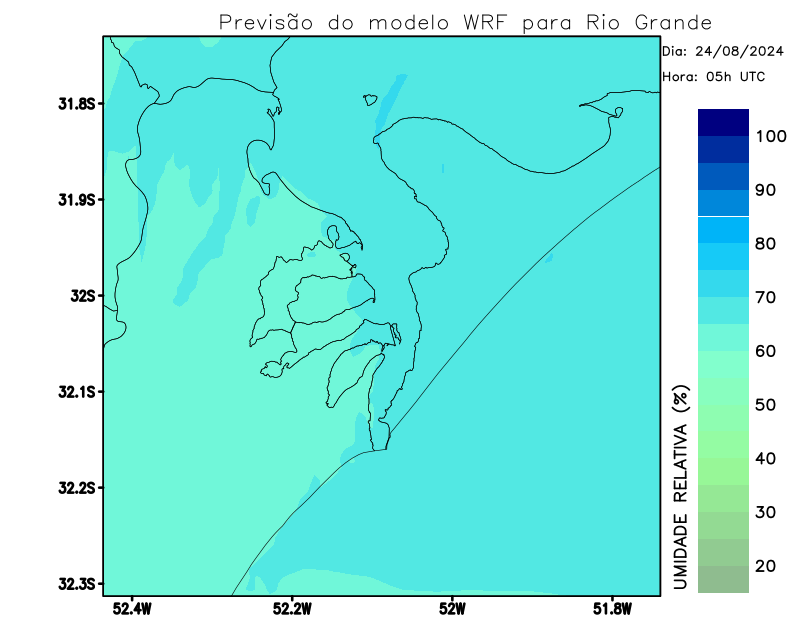 Previsão do modelo WRF para Rio Grande
Dia: 24/08/2024
Hora: 05h UTC
31.8S
31.9S
32S
32.1S
32.2S
32.3S
52.4W
52.2W
52W
51.8W
UMIDADE RELATIVA (%)
100
90
80
70
60
50
40
30
20